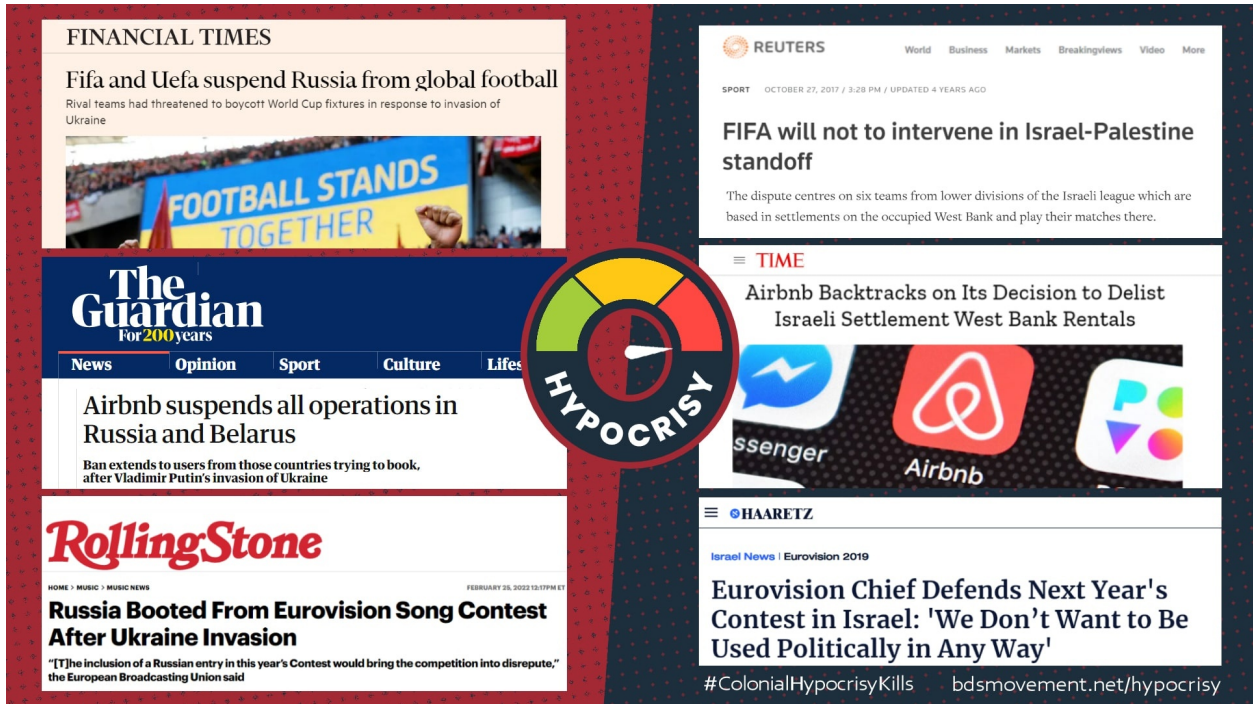 FINANCIAL TIMES
Fifa and Uefa suspend Russia from global football
Rival teams had threatened to boycott World Cup fixtures in response to invasion of
Ukraine
FOOTBALL STANDS
TOGETHER
The
Guardian
For 200 years
News Opinion Sport Culture Lifes
Airbnb suspends all operations in
Russia and Belarus
Ban extends to users from those countries trying to book,
after Vladimir Putin's invasion of Ukraine
RollingStone
HOME > MUSIC > MUSIC NEWS FEBRUARY 25, 2022 12:17PM ET
Russia Booted From Eurovision Song Contest
After Ukraine Invasion
“[T]he inclusion of a Russian entry in this year's Contest would bring the competition into disrepute,”
the European Broadcasting Union said
HYPOCRISY
REUTERS World Business Markets Breakingviews Video More
SPORT OCTOBER 27, 2017 / 3:28 PM / UPDATED 4 YEARS AGO
FIFA will not to intervene in Israel-Palestine
standoff
The dispute centres on six teams from lower divisions of the Israeli league which are
based in settlements on the occupied West Bank and play their matches there.
TIME
Airbnb Backtracks on Its Decision to Delist
Israeli Settlement West Bank Rentals
ssenger
Airbnb
HAARETZ
Israel News | Eurovision 2019
Eurovision Chief Defends Next Year's
Contest in Israel: 'We Don’t Want to Be
Used Politically in Any Way'
#ColonialHypocrisyKills bdsmovement.net/hypocrisy